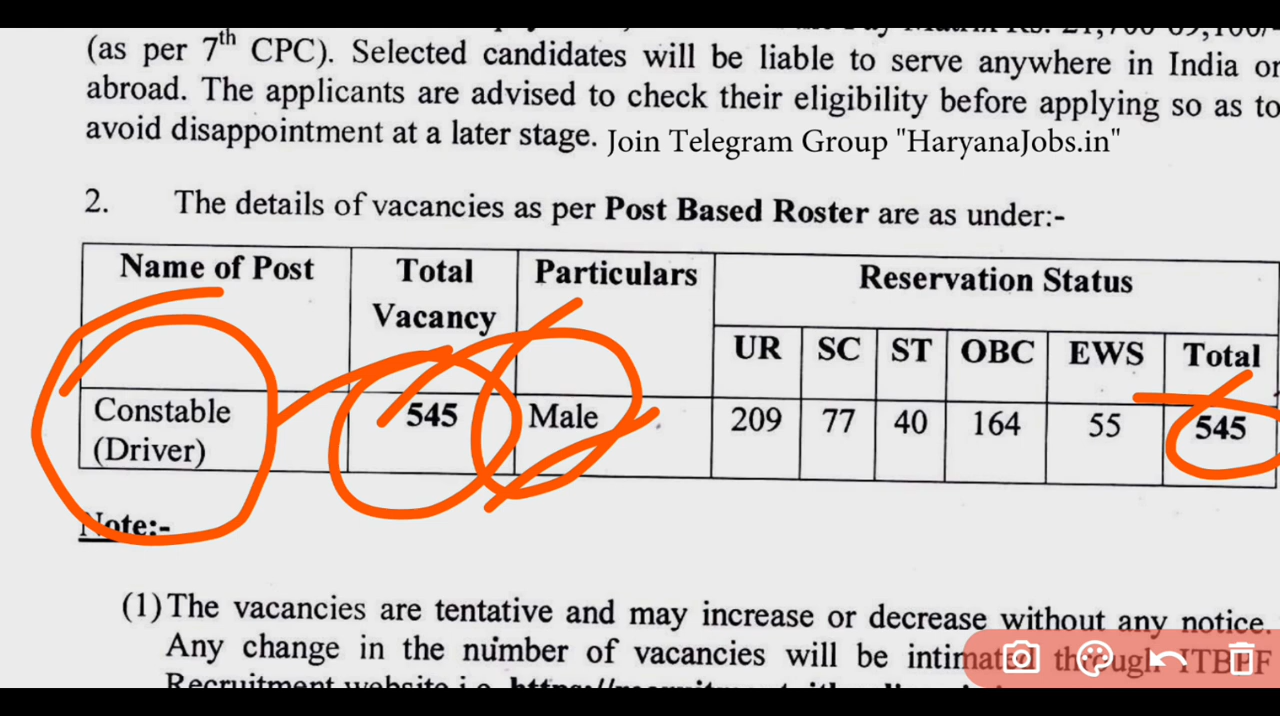 (as per 7th CPC). Selected candidates will be liable to serve anywhere in India or
abroad. The applicants are advised to check their eligibility before applying so as to
avoid disappointment at a later stage. Join Telegram Group "HaryanaJobs.in"
2. The details of vacancies as per Post Based Roster are as under:-
Name of Post Total Vacancy Particulars Reservation Status
UR SC ST OBC EWS Total
Constable (Driver) 545 Male 209 77 40 164 55 545
Note:-
(1) The vacancies are tentative and may increase or decrease without any notice.
Any change in the number of vacancies will be intimated through ITBPF
Recruitment website i.e.